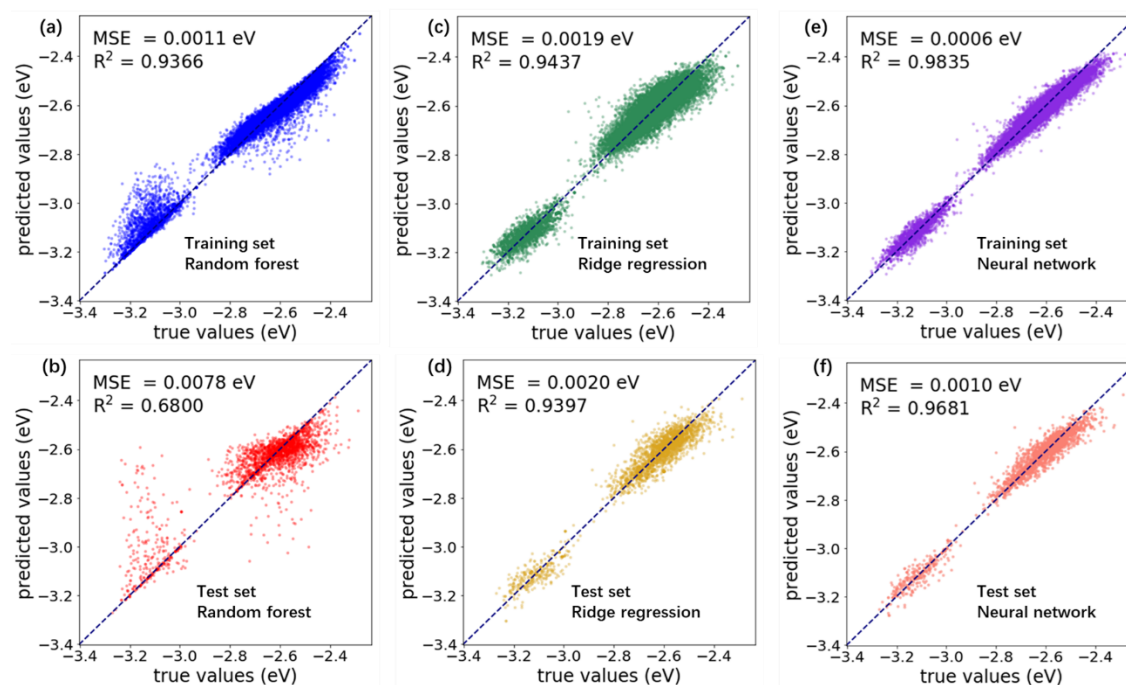 (a)
MSE = 0.0011 eV
R² = 0.9366
predicted values (eV)
−2.4
−2.6
−2.8
−3.0
−3.2
−3.4
Training set
Random forest
−3.4 −3.2 −3.0 −2.8 −2.6 −2.4
true values (eV)
(c)
MSE = 0.0019 eV
R² = 0.9437
predicted values (eV)
−2.4
−2.6
−2.8
−3.0
−3.2
−3.4
Training set
Ridge regression
−3.4 −3.2 −3.0 −2.8 −2.6 −2.4
true values (eV)
(e)
MSE = 0.0006 eV
R² = 0.9835
predicted values (eV)
−2.4
−2.6
−2.8
−3.0
−3.2
−3.4
Training set
Neural network
−3.4 −3.2 −3.0 −2.8 −2.6 −2.4
true values (eV)
(b)
MSE = 0.0078 eV
R² = 0.6800
predicted values (eV)
−2.4
−2.6
−2.8
−3.0
−3.2
−3.4
Test set
Random forest
−3.4 −3.2 −3.0 −2.8 −2.6 −2.4
true values (eV)
(d)
MSE = 0.0020 eV
R² = 0.9397
predicted values (eV)
−2.4
−2.6
−2.8
−3.0
−3.2
−3.4
Test set
Ridge regression
−3.4 −3.2 −3.0 −2.8 −2.6 −2.4
true values (eV)
(f)
MSE = 0.0010 eV
R² = 0.9681
predicted values (eV)
−2.4
−2.6
−2.8
−3.0
−3.2
−3.4
Test set
Neural network
−3.4 −3.2 −3.0 −2.8 −2.6 −2.4
true values (eV)